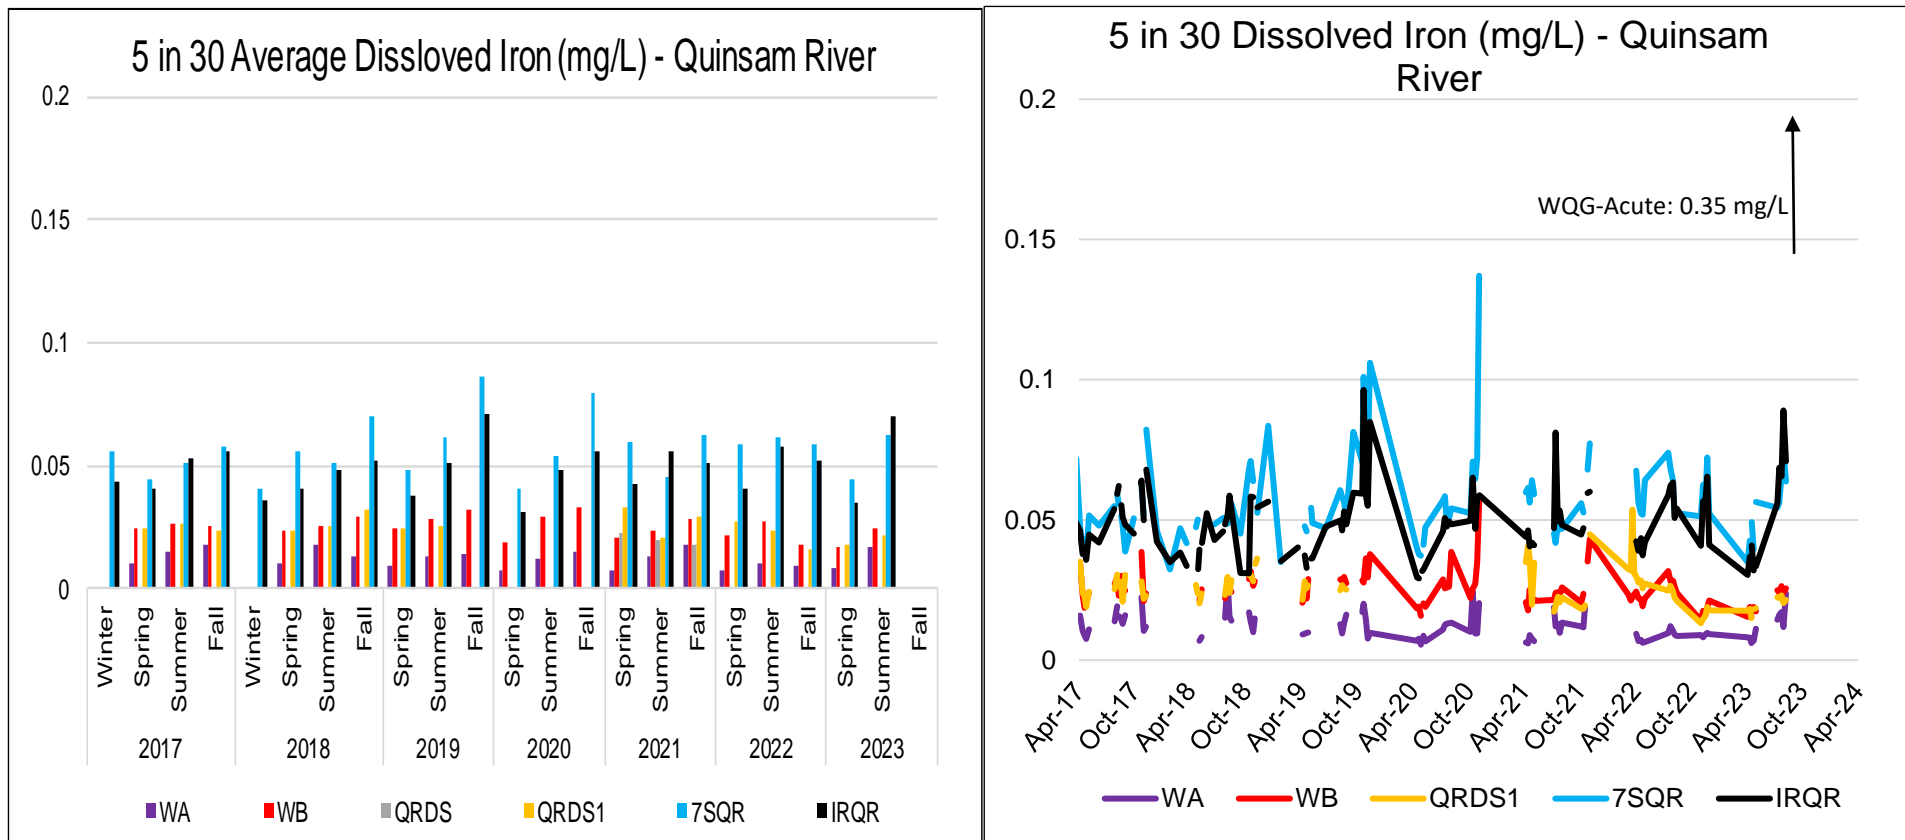 5 in 30 Average Dissloved Iron (mg/L) - Quinsam River
0.2
0.15
0.1
0.05
0
Winter
Spring
Summer
Fall
Winter
Spring
Summer
Fall
Spring
Summer
Fall
Spring
Summer
Fall
Spring
Summer
Fall
Spring
Summer
Fall
Spring
Summer
Fall
2017
2018
2019
2020
2021
2022
2023
WA
WB
QRDS
QRDS1
7SQR
IRQR
5 in 30 Dissolved Iron (mg/L) - Quinsam
River
0.2
0.15
0.1
0.05
0
WQG-Acute: 0.35 mg/L
Apr-17
Oct-17
Apr-18
Oct-18
Apr-19
Oct-19
Apr-20
Oct-20
Apr-21
Oct-21
Apr-22
Oct-22
Apr-23
Oct-23
Apr-24
WA
WB
QRDS1
7SQR
IRQR